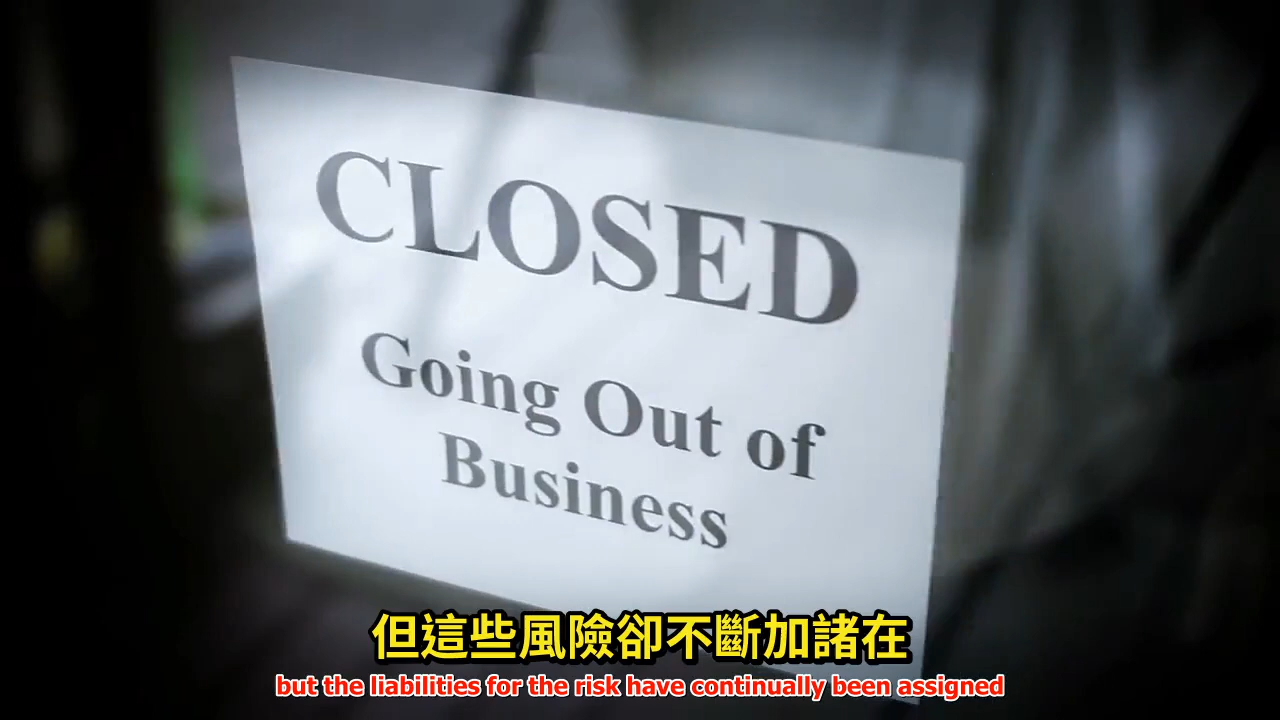 CLOSED
Going Out of
Business
但這些風險卻不斷加諸在
but the liabilities for the risk have continually been assigned